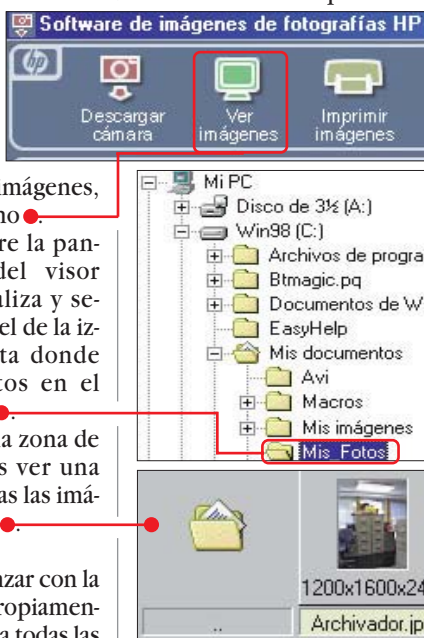 Software de imágenes de fotografías HP
hp
Descargar cámara
Ver imágenes
Imprimir imágenes
imágenes,
no
re la pan-
del visor
aliza y se-
el de la iz-
ta donde
tos en el
a zona de
s ver una
as las imá-
nzar con la
ropiamen-
a todas las
Mi PC
Disco de 3½ (A:)
Win98 (C:)
Archivos de progra
Btmagic.pq
Documentos de W
EasyHelp
Mis documentos
Avi
Macros
Mis imágenes
Mis_Fotos
1200x1600x24
..
Archivador.jp